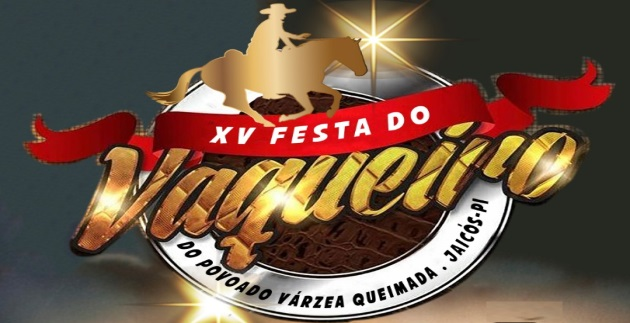 XV FESTA DO
Vaqueiro
DO POVOADO VÁRZEA QUEIMADA . JAICÓS-PI